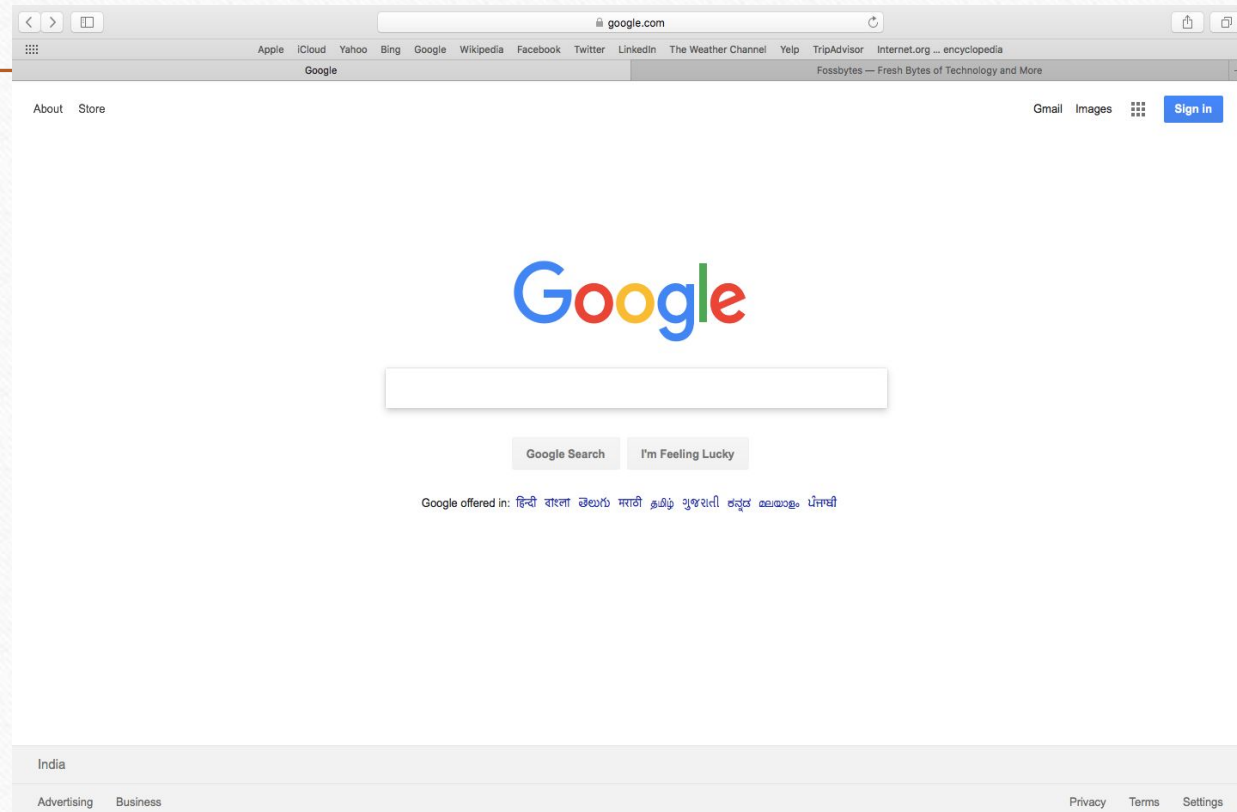 google.com
Apple iCloud Yahoo Bing Google Wikipedia Facebook Twitter LinkedIn The Weather Channel Yelp TripAdvisor Internet.org ... encyclopedia
Google Fossbytes — Fresh Bytes of Technology and More
About Store Gmail Images Sign in
Google
Google Search I'm Feeling Lucky
Google offered in: हिन्दी বাংলা తెలుగు मराठी தமிழ் ગુજરાતી ಕನ್ನಡ മലയാളം ਪੰਜਾਬੀ
India
Advertising Business Privacy Terms Settings